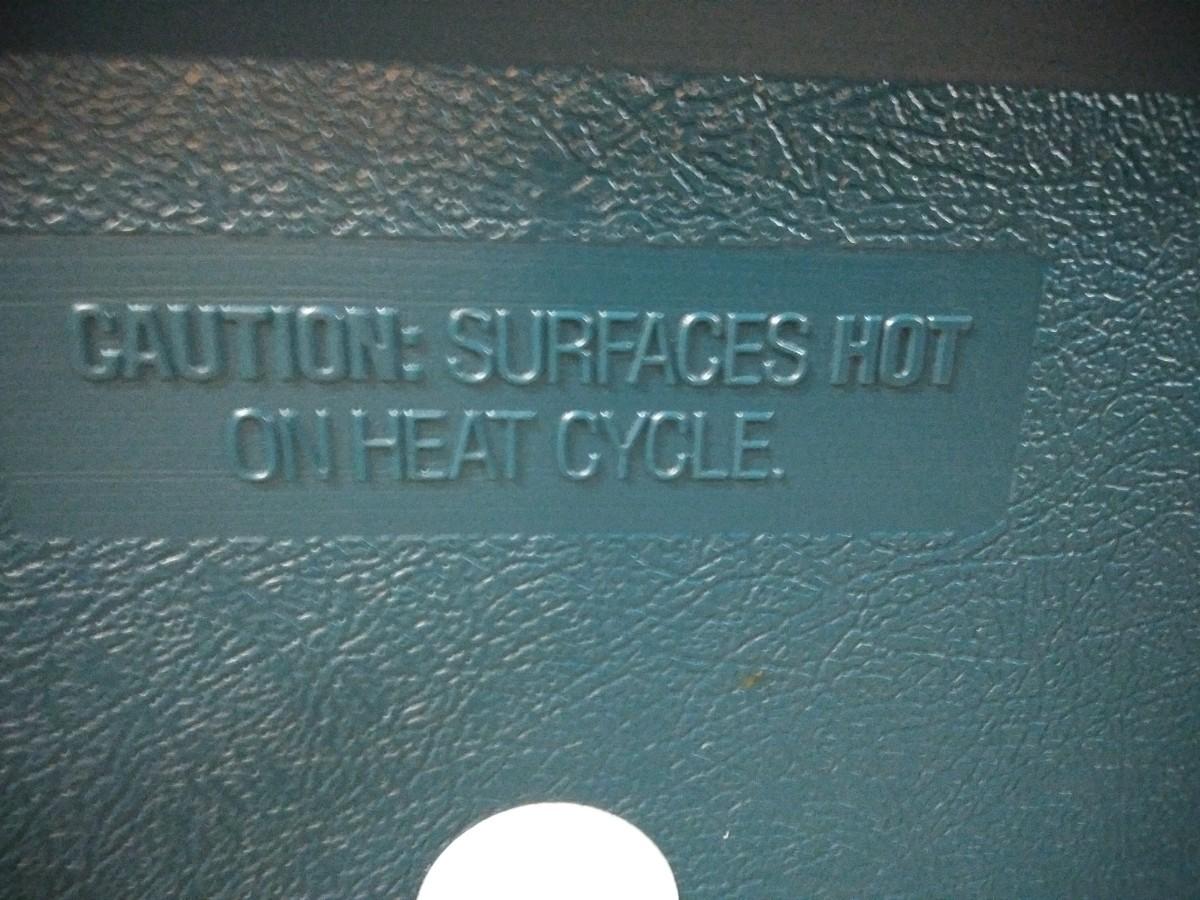 CAUTION: SURFACES HOT
ON HEAT CYCLE.